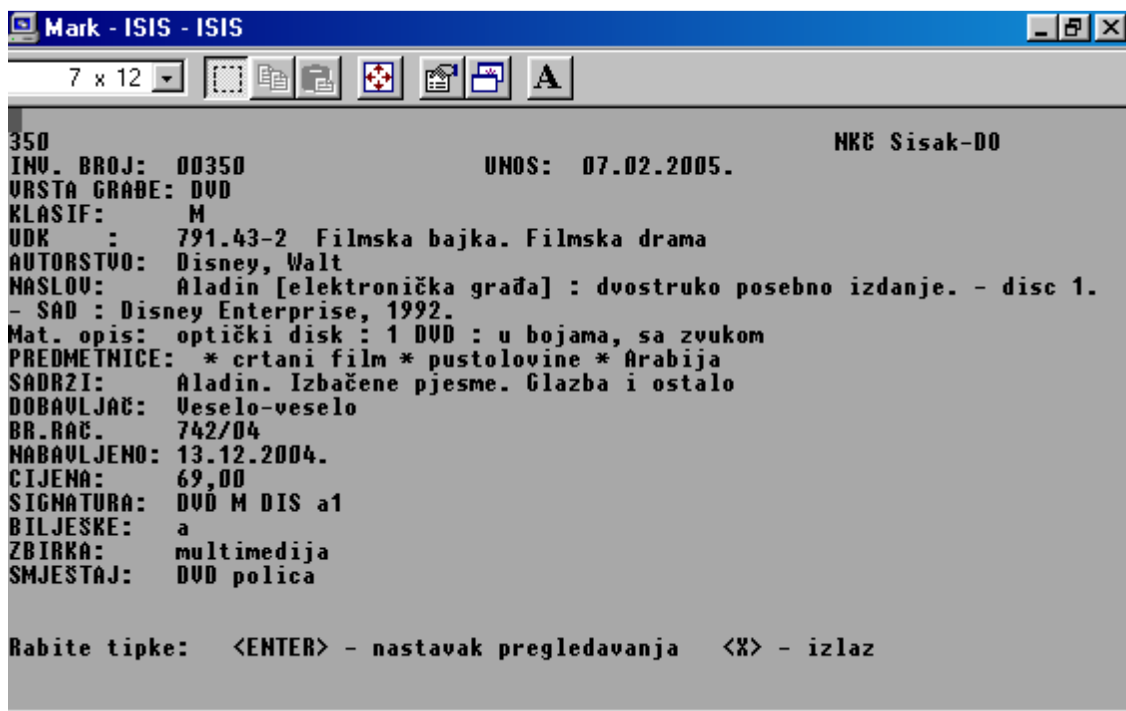 Mark - ISIS - ISIS
7 x 12
A
350 NKČ Sisak-DO
INV. BROJ: 00350 UNOS: 07.02.2005.
VRSTA GRAĐE: DVD
KLASIF: M
UDK : 791.43-2 Filmska bajka. Filmska drama
AUTORSTVO: Disney, Walt
NASLOV: Aladin [elektronička građa] : dvostruko posebno izdanje. - disc 1.
- SAD : Disney Enterprise, 1992.
Mat. opis: optički disk : 1 DVD : u bojama, sa zvukom
PREDMETNICE: * crtani film * pustolovine * Arabija
SADRŽI: Aladin. Izbačene pjesme. Glazba i ostalo
DOBAVLJAČ: Veselo-veselo
BR.RAČ. 742/04
NABAVLJENO: 13.12.2004.
CIJENA: 69,00
SIGNATURA: DVD M DIS a1
BILJEŠKE: a
ZBIRKA: multimedija
SMJEŠTAJ: DVD polica
Rabite tipke: <ENTER> - nastavak pregledavanja <X> - izlaz